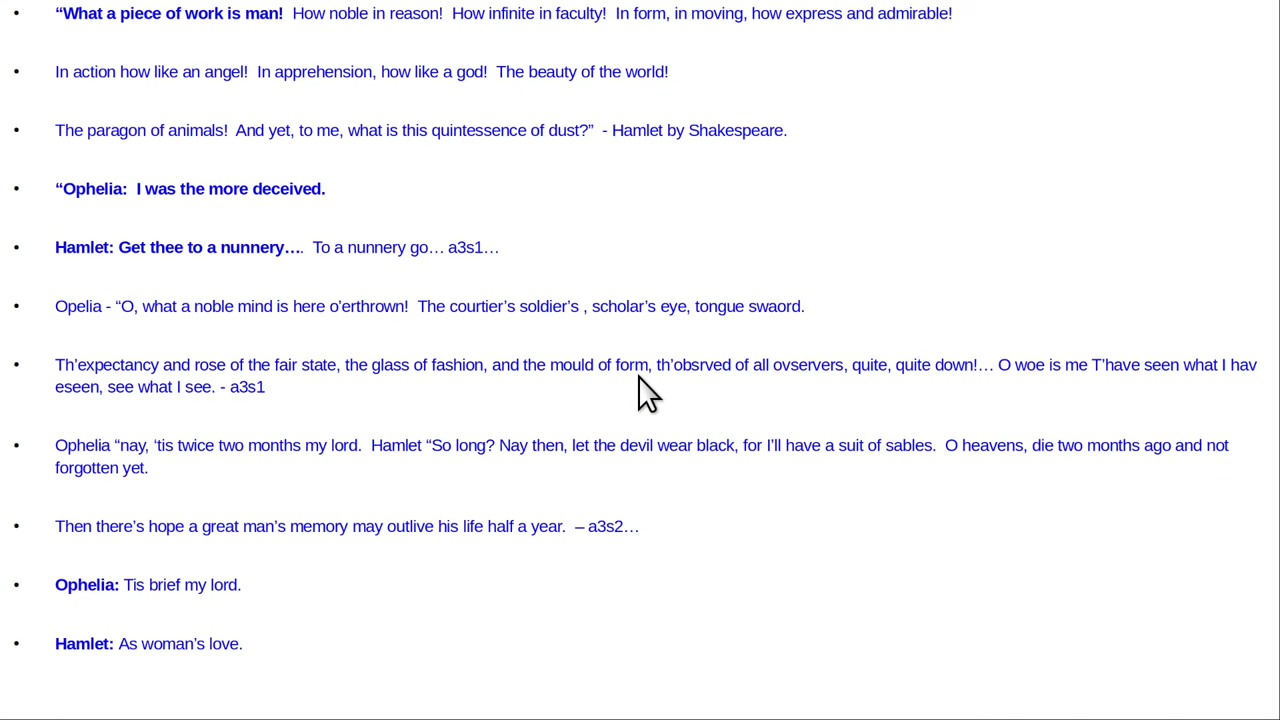 • “What a piece of work is man!  How noble in reason!  How infinite in faculty!  In form, in moving, how express and admirable!
• In action how like an angel!  In apprehension, how like a god!  The beauty of the world!
• The paragon of animals!  And yet, to me, what is this quintessence of dust?”  - Hamlet by Shakespeare.
• “Ophelia:  I was the more deceived.
• Hamlet: Get thee to a nunnery….  To a nunnery go… a3s1…
• Opelia - “O, what a noble mind is here o’erthrown!  The courtier’s soldier’s , scholar’s eye, tongue swaord.
• Th’expectancy and rose of the fair state, the glass of fashion, and the mould of form, th’obsrved of all ovservers, quite, quite down!… O woe is me T’have seen what I hav
eseen, see what I see. - a3s1
• Ophelia “nay, ‘tis twice two months my lord.  Hamlet “So long? Nay then, let the devil wear black, for I’ll have a suit of sables.  O heavens, die two months ago and not
forgotten yet.
• Then there’s hope a great man’s memory may outlive his life half a year.  – a3s2…
• Ophelia: Tis brief my lord.
• Hamlet: As woman’s love.